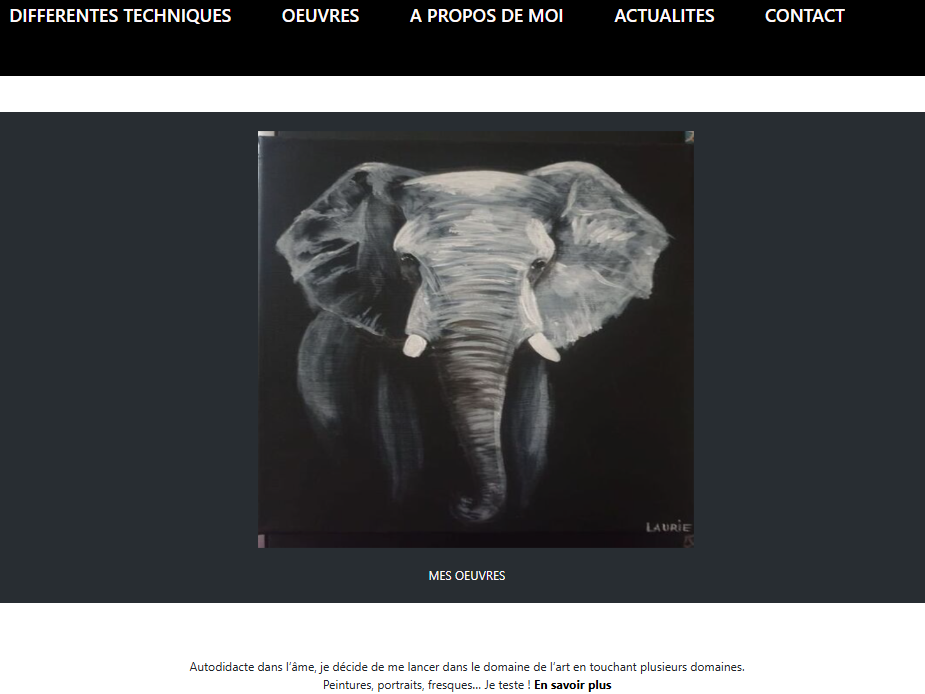 DIFFERENTES TECHNIQUES OEUVRES A PROPOS DE MOI ACTUALITES CONTACT
LAURIE
MES OEUVRES
Autodidacte dans l'âme, je décide de me lancer dans le domaine de l'art en touchant plusieurs domaines.
Peintures, portraits, fresques... Je teste ! En savoir plus